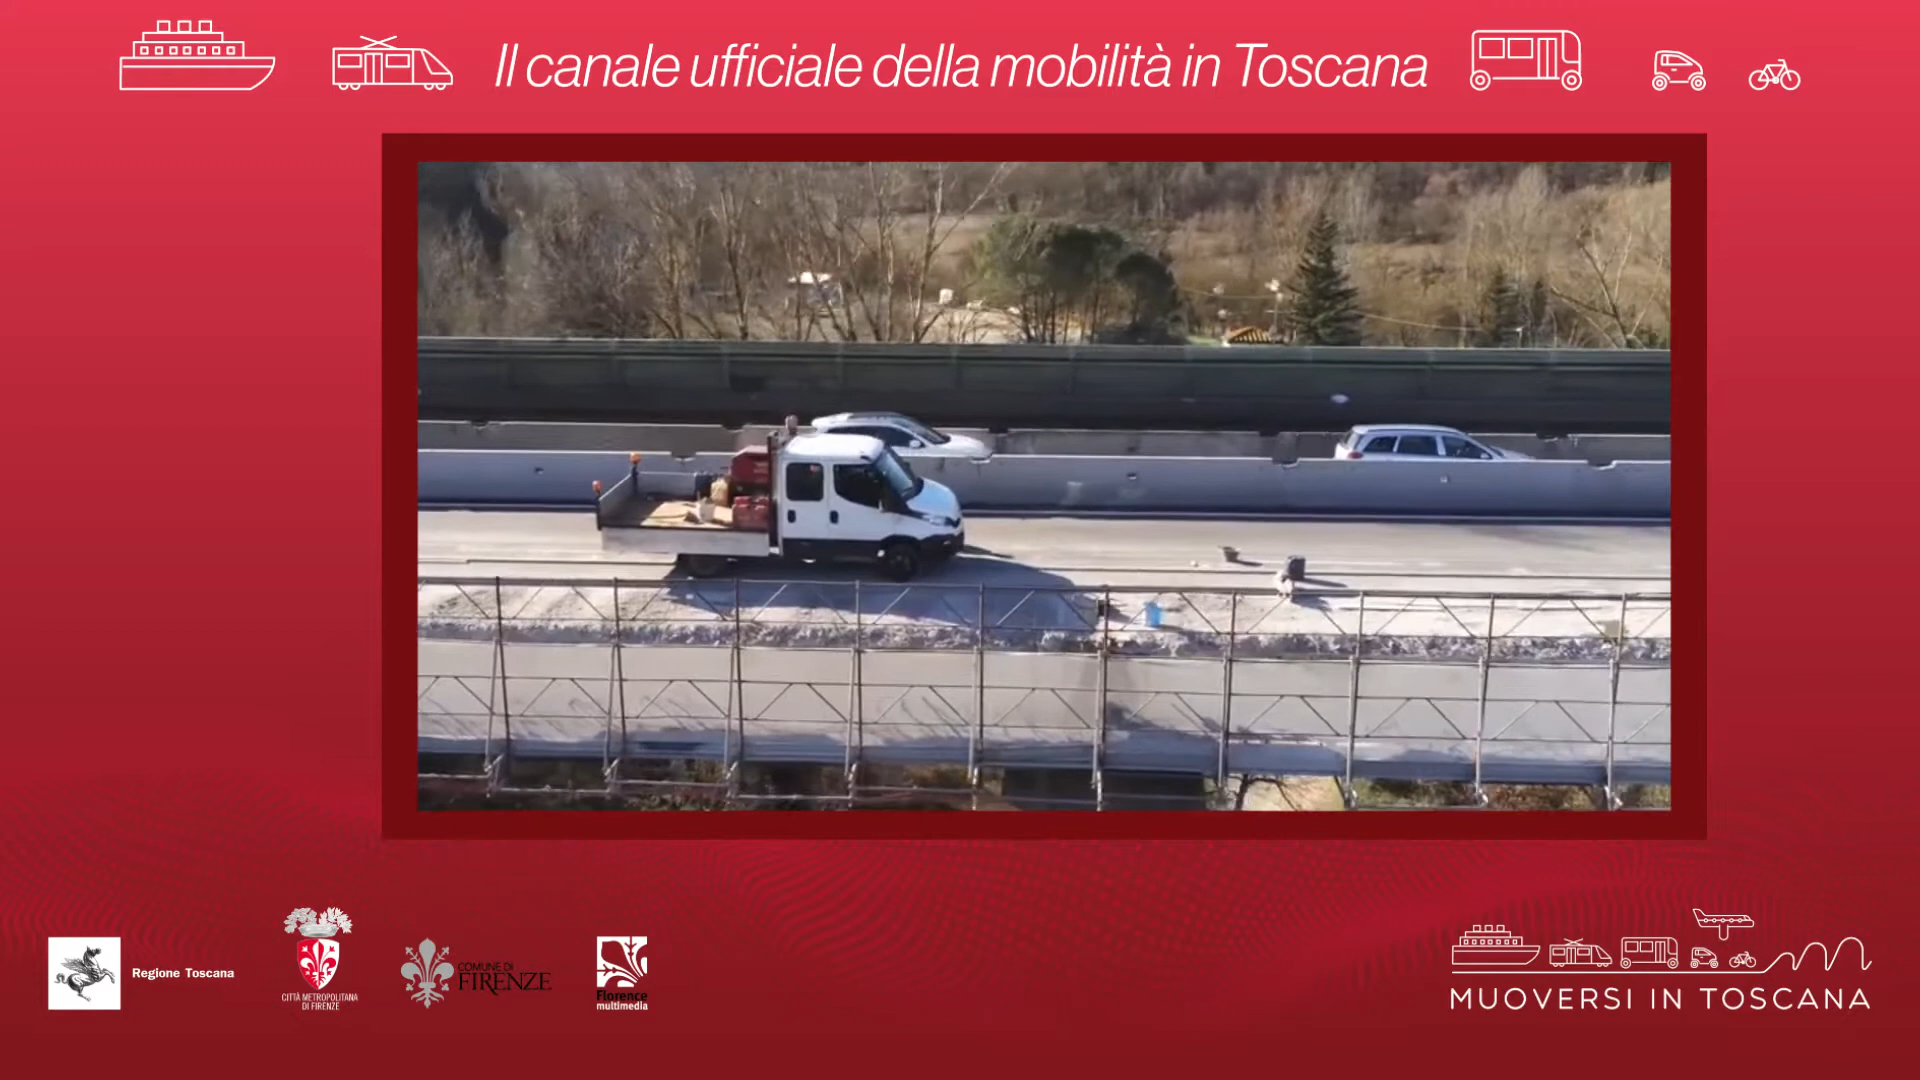 Il canale ufficiale della mobilità in Toscana
Regione Toscana
CITTÀ METROPOLITANA
DI FIRENZE
COMUNE DI
FIRENZE
Florence
multimedia
MUOVERSI IN TOSCANA